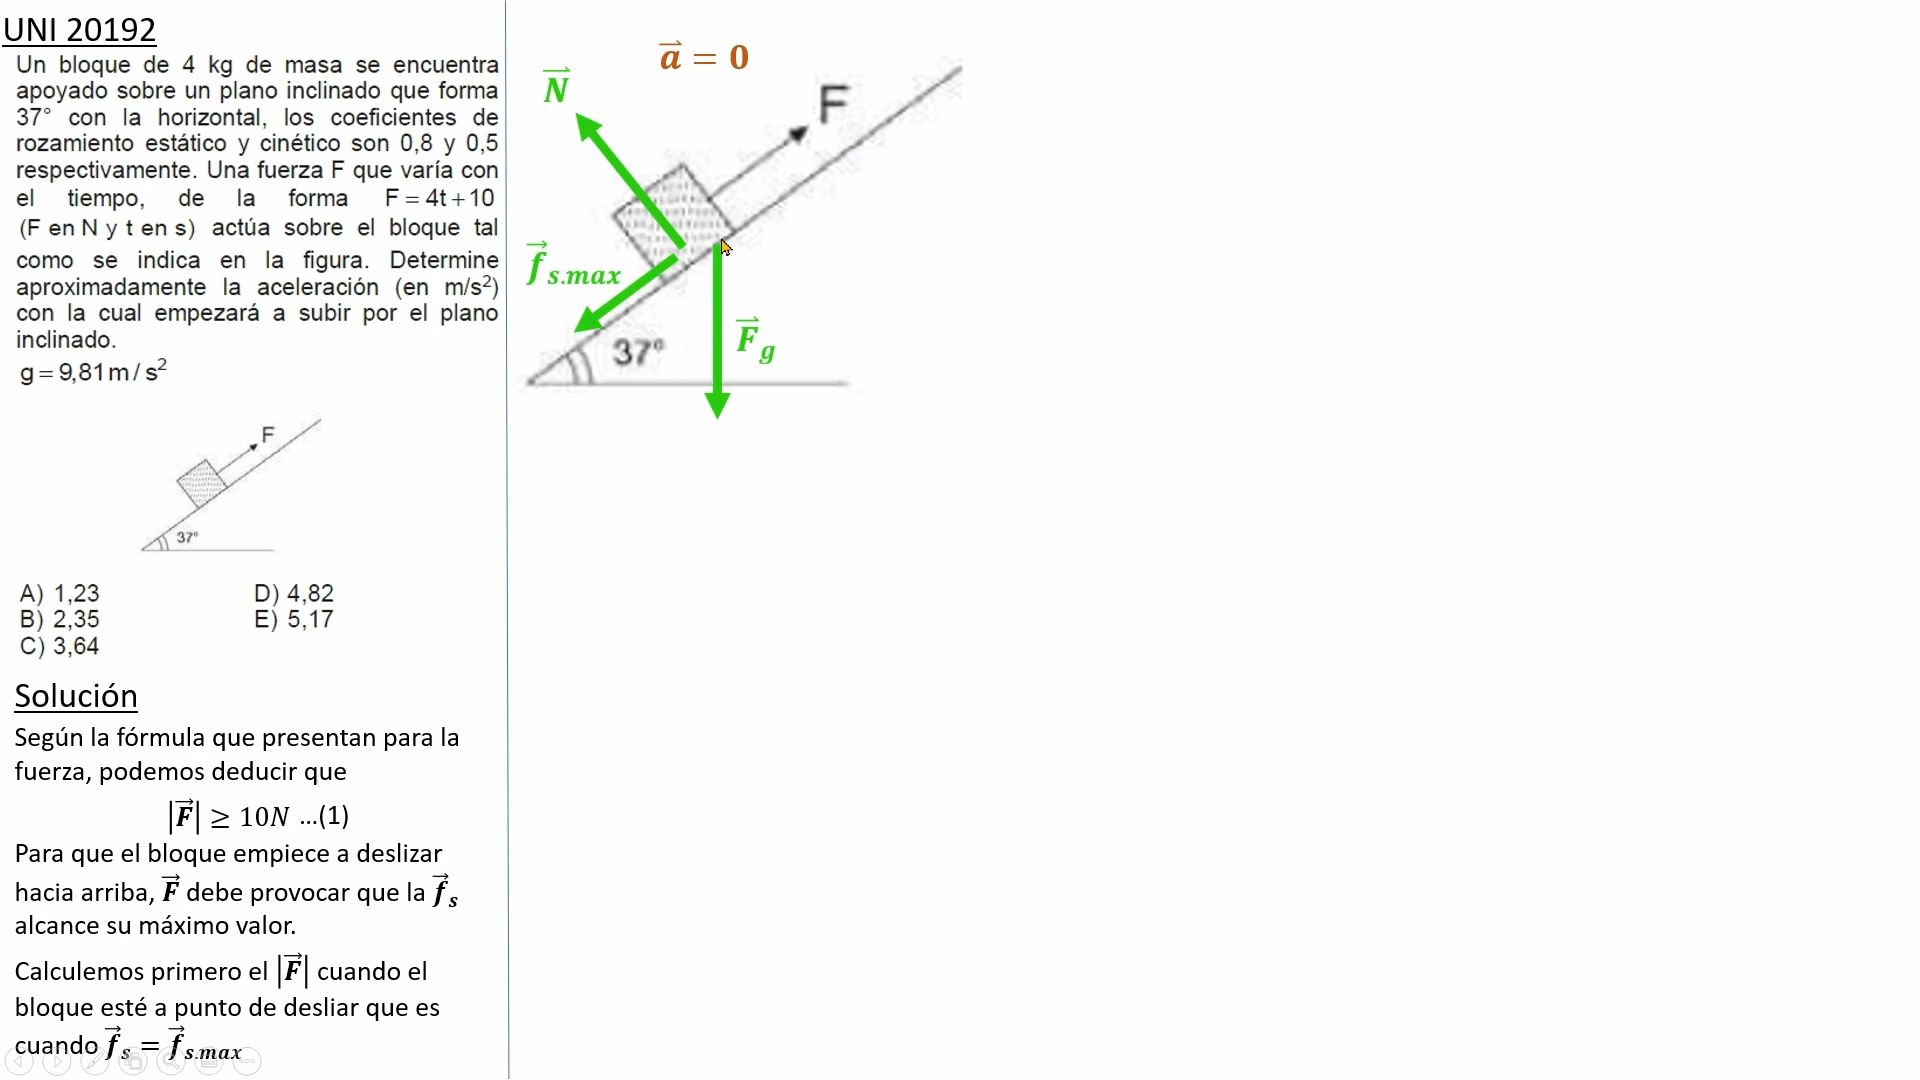 UNI 20192
Un bloque de 4 kg de masa se encuentra
apoyado sobre un plano inclinado que forma
37° con la horizontal, los coeficientes de
rozamiento estático y cinético son 0,8 y 0,5
respectivamente. Una fuerza F que varía con
el tiempo, de la forma F = 4t + 10
(F en N y t en s) actúa sobre el bloque tal
como se indica en la figura. Determine
aproximadamente la aceleración (en m/s²)
con la cual empezará a subir por el plano
inclinado.
g = 9,81 m / s²
F
37°
A) 1,23 D) 4,82
B) 2,35 E) 5,17
C) 3,64
Solución
Según la fórmula que presentan para la
fuerza, podemos deducir que
|F⃗| ≥ 10N ...(1)
Para que el bloque empiece a deslizar
hacia arriba, F⃗ debe provocar que la f⃗ₛ
alcance su máximo valor.
Calculemos primero el |F⃗| cuando el
bloque esté a punto de desliar que es
cuando f⃗ₛ = f⃗s.max
a⃗ = 0
N⃗
F
f⃗s.max
F⃗g
37°